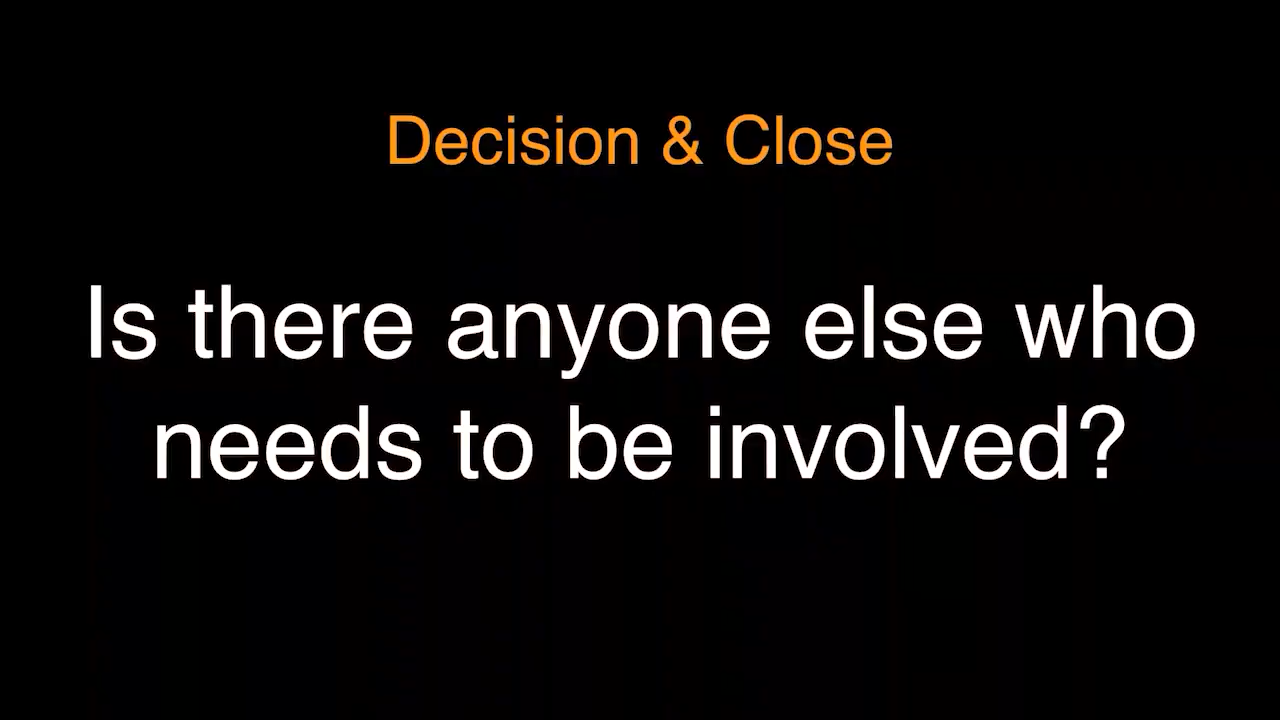 Decision & Close
Is there anyone else who
needs to be involved?